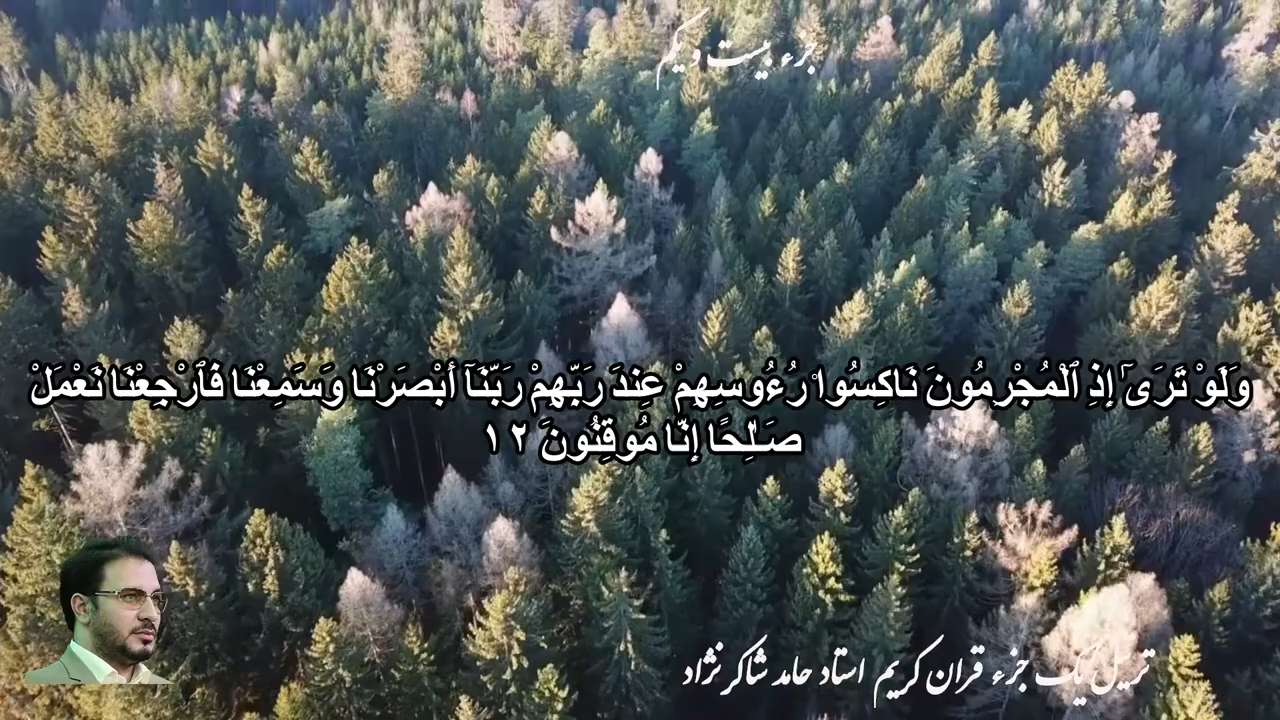 جزء بیست و یکم
وَلَوْ تَرَىٰٓ إِذِ ٱلْمُجْرِمُونَ نَاكِسُوا۟ رُءُوسِهِمْ عِندَ رَبِّهِمْ رَبَّنَآ أَبْصَرْنَا وَسَمِعْنَا فَٱرْجِعْنَا نَعْمَلْ
صَـٰلِحًا إِنَّا مُوقِنُونَ ١٢
ترتیل یک جزء قران کریم استاد حامد شاکرنژاد